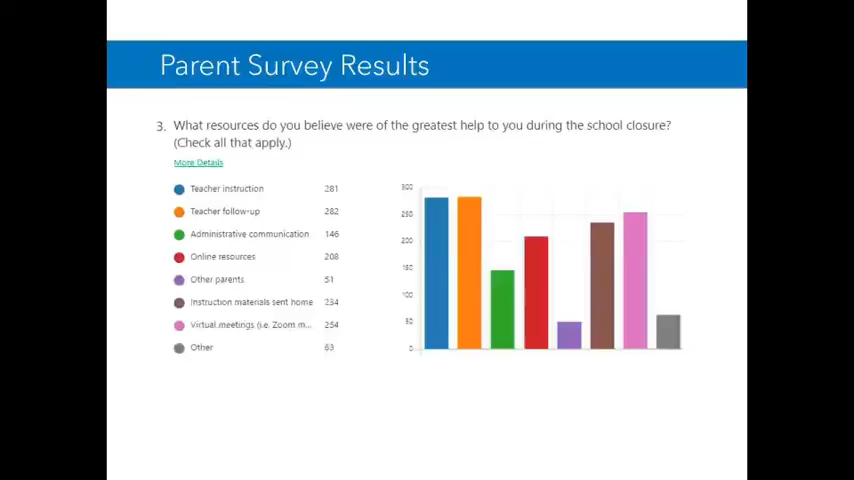 Parent Survey Results
3. What resources do you believe were of the greatest help to you during the school closure?
(Check all that apply.)
More Details
Teacher instruction 281
Teacher follow-up 282
Administrative communication 146
Online resources 208
Other parents 51
Instruction materials sent home 234
Virtual meetings (i.e. Zoom m... 254
Other 63
300
250
200
150
100
50
0